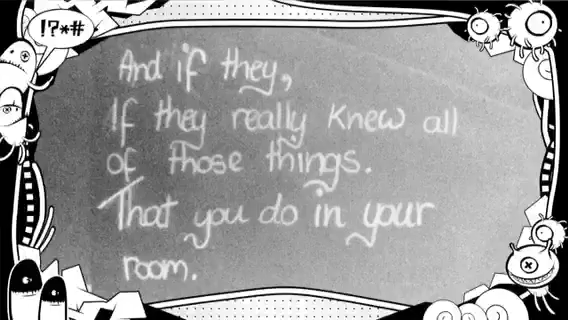 !?*#
And if they,
If they really knew all
of those things.
That you do in your
room.